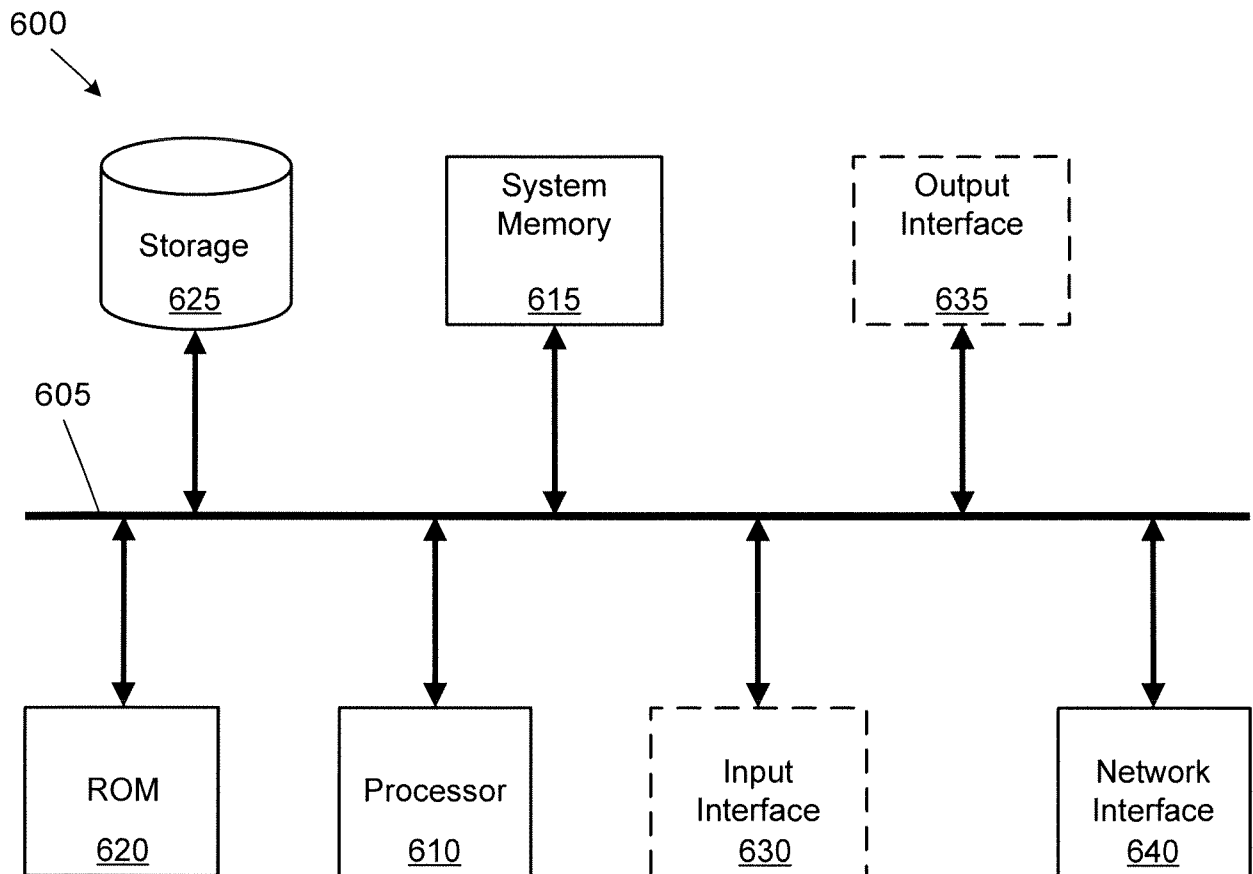 600
Storage
625
System
Memory
615
Output
Interface
635
605
ROM
620
Processor
610
Input
Interface
630
Network
Interface
640